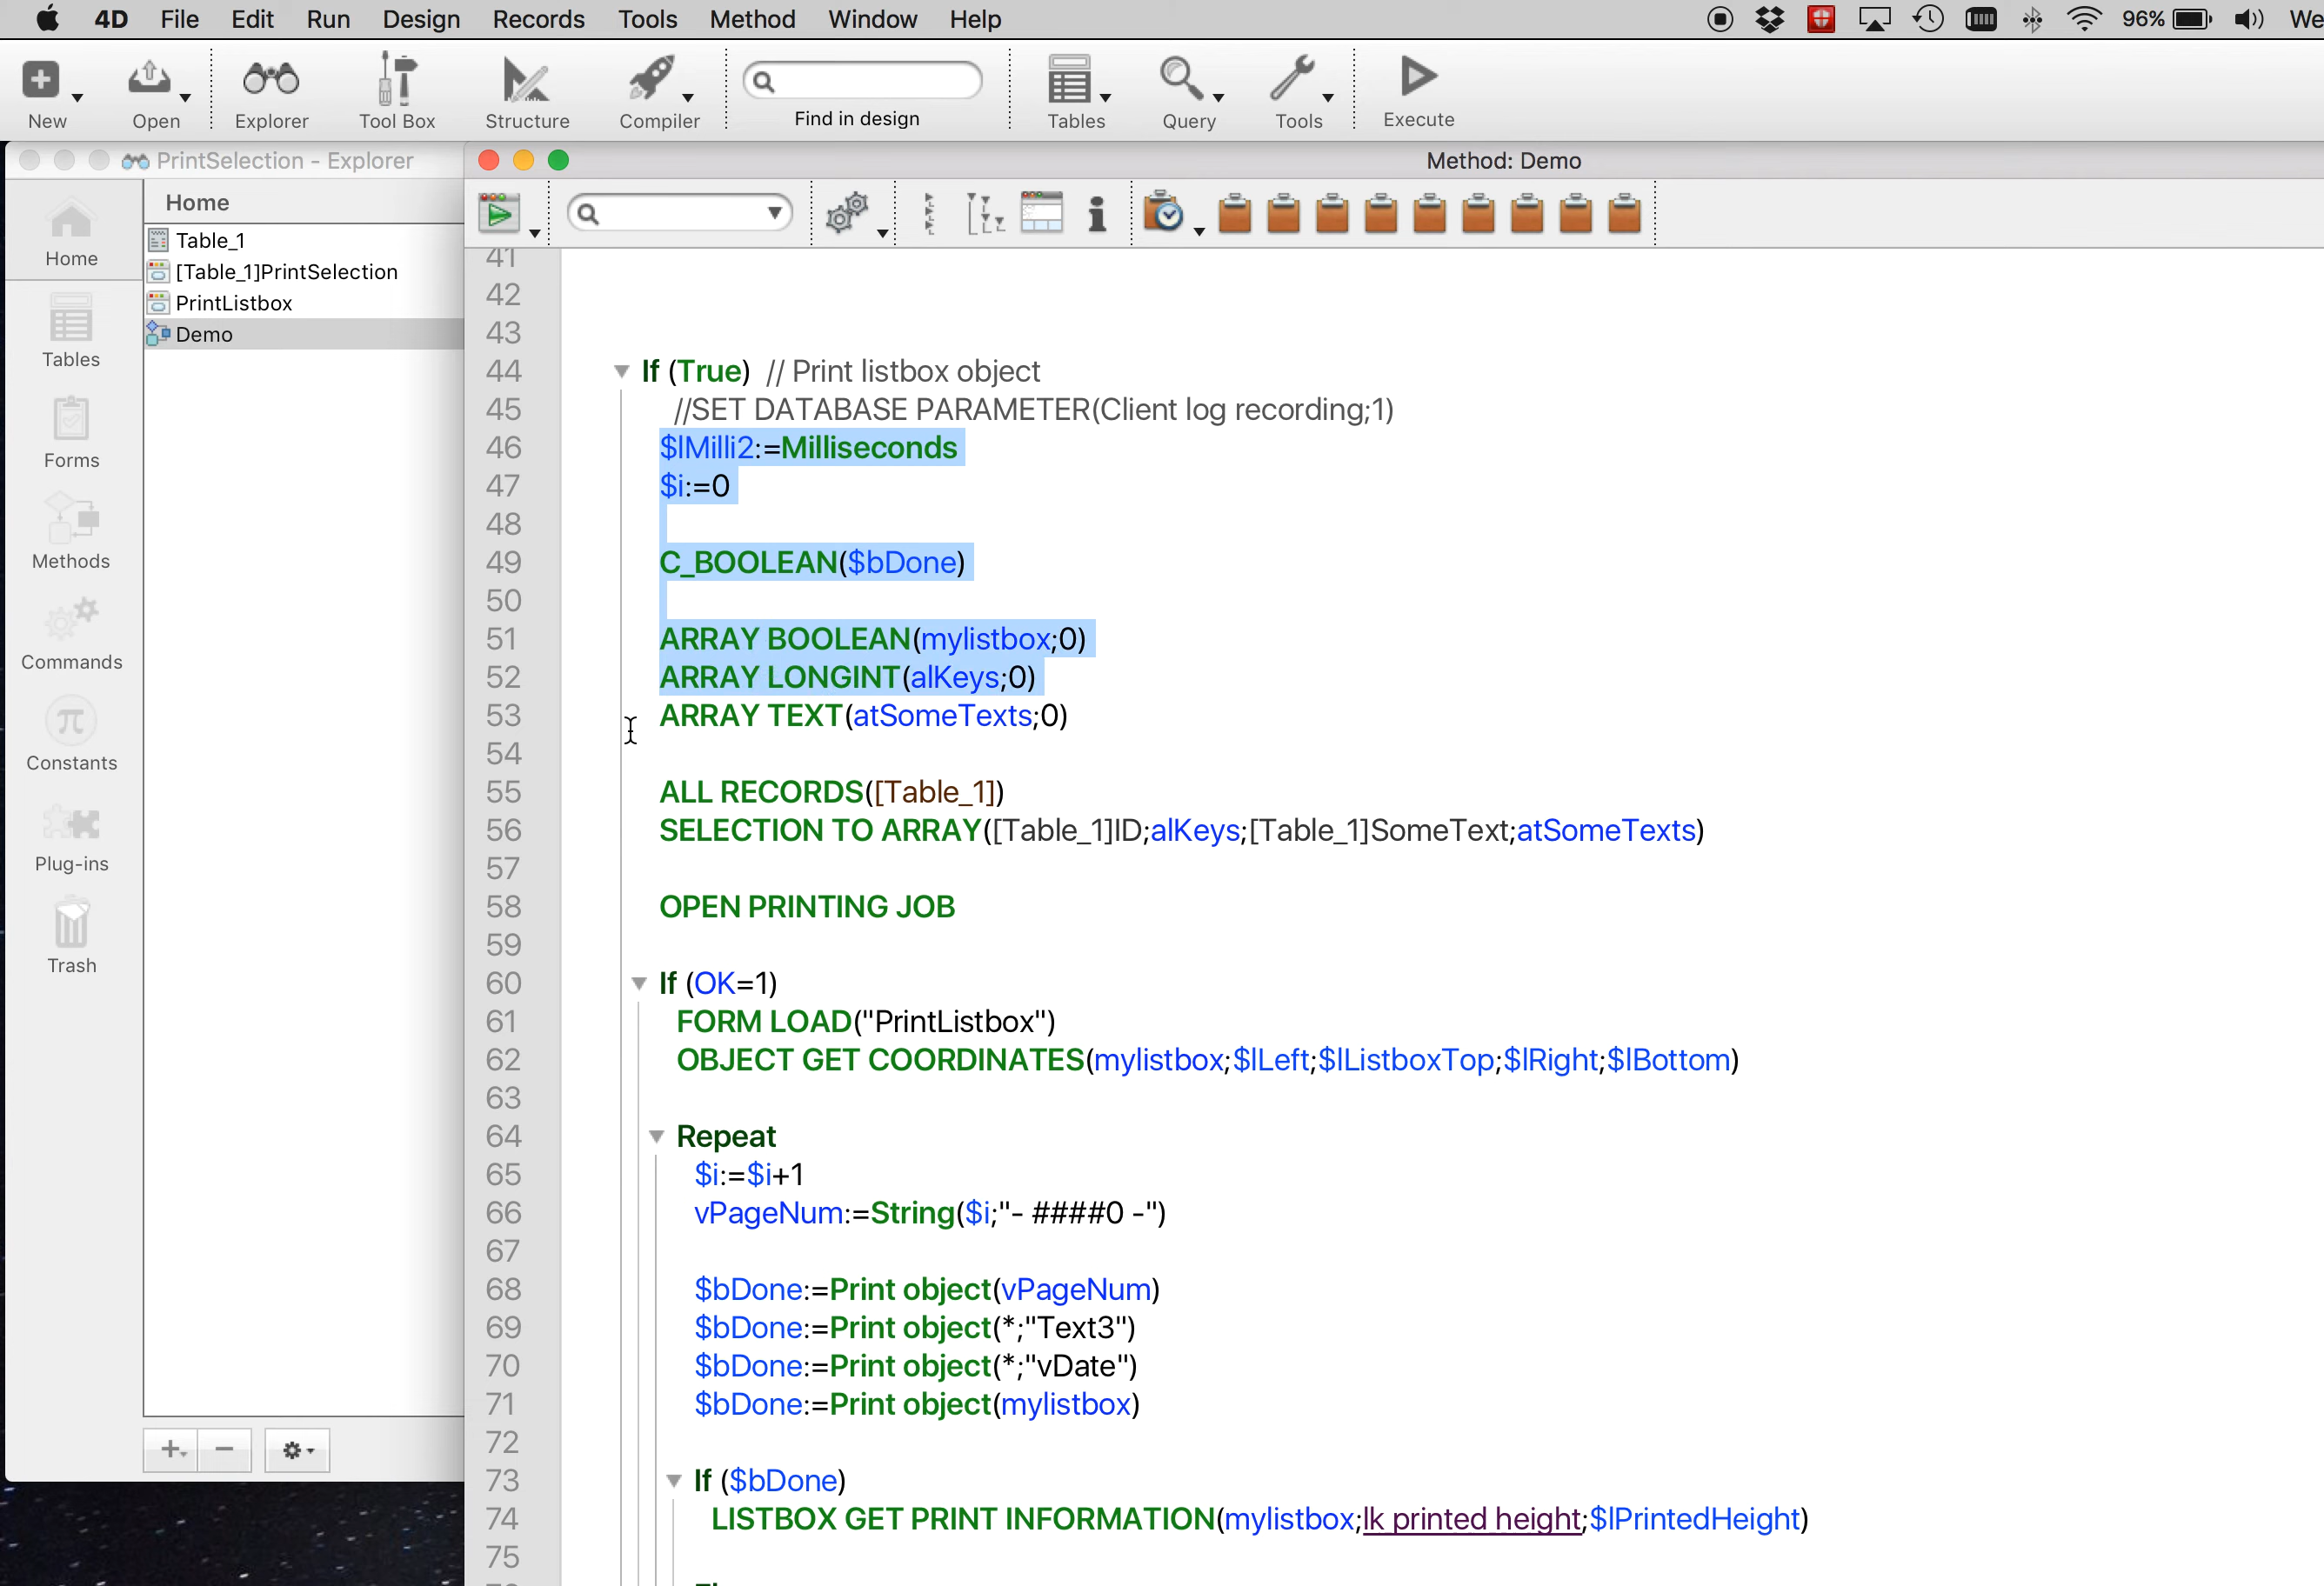 4D File Edit Run Design Records Tools Method Window Help 96% We
New Open Explorer Tool Box Structure Compiler Find in design Tables Query Tools Execute
PrintSelection - Explorer
Method: Demo
Home
Table_1
[Table_1]PrintSelection
PrintListbox
Demo
Home
Tables
Forms
Methods
Commands
Constants
Plug-ins
Trash
41
42
43
44 If (True) // Print listbox object
45 //SET DATABASE PARAMETER(Client log recording;1)
46 $lMilli2:=Milliseconds
47 $i:=0
48
49 C_BOOLEAN($bDone)
50
51 ARRAY BOOLEAN(mylistbox;0)
52 ARRAY LONGINT(alKeys;0)
53 ARRAY TEXT(atSomeTexts;0)
54
55 ALL RECORDS([Table_1])
56 SELECTION TO ARRAY([Table_1]ID;alKeys;[Table_1]SomeText;atSomeTexts)
57
58 OPEN PRINTING JOB
59
60 If (OK=1)
61 FORM LOAD("PrintListbox")
62 OBJECT GET COORDINATES(mylistbox;$lLeft;$lListboxTop;$lRight;$lBottom)
63
64 Repeat
65 $i:=$i+1
66 vPageNum:=String($i;"- ####0 -")
67
68 $bDone:=Print object(vPageNum)
69 $bDone:=Print object(*;"Text3")
70 $bDone:=Print object(*;"vDate")
71 $bDone:=Print object(mylistbox)
72
73 If ($bDone)
74 LISTBOX GET PRINT INFORMATION(mylistbox;lk printed height;$lPrintedHeight)
75